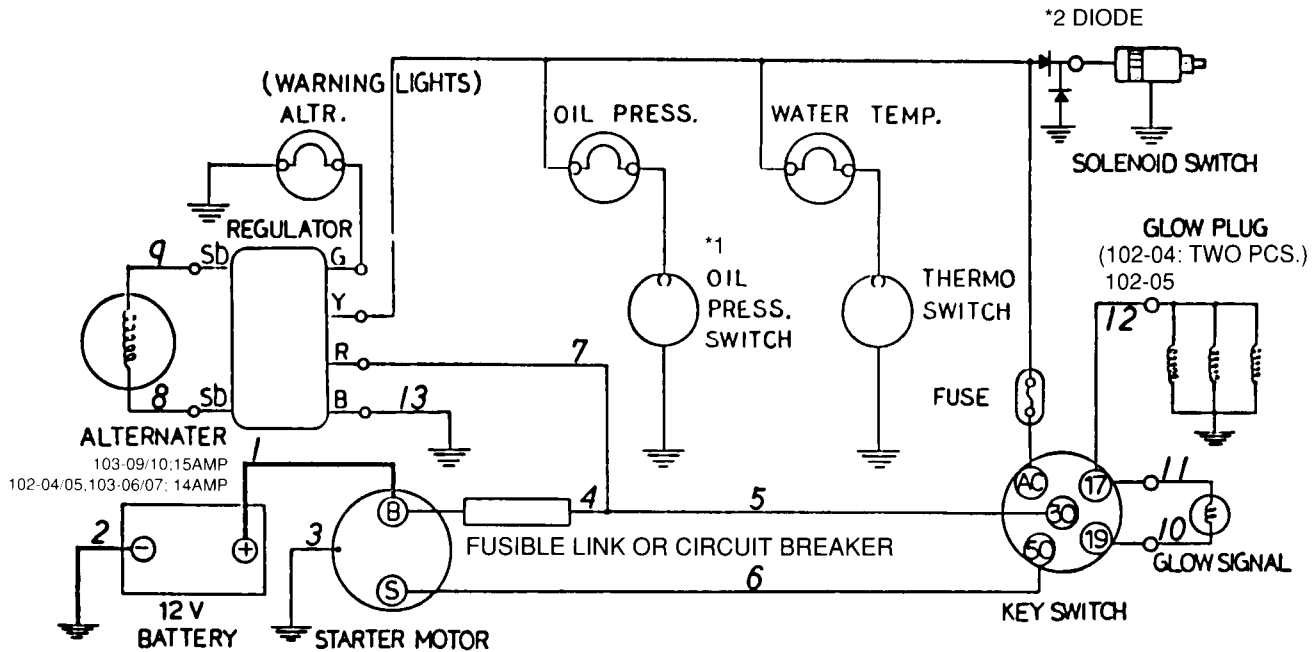 *2 DIODE
(WARNING LIGHTS)
ALTR.
OIL PRESS.
WATER TEMP.
SOLENOID SWITCH
REGULATOR
9
Sb
G
Y
R
B
8
Sb
7
13
*1
OIL
PRESS.
SWITCH
THERMO
SWITCH
GLOW PLUG
(102-04: TWO PCS.)
102-05
12
FUSE
ALTERNATER
103-09/10;15AMP
102-04/05,103-06/07; 14AMP
1
2
-
+
12 V
BATTERY
3
B
S
STARTER MOTOR
4
5
FUSIBLE LINK OR CIRCUIT BREAKER
6
AC
17
30
19
50
KEY SWITCH
11
10
GLOW SIGNAL